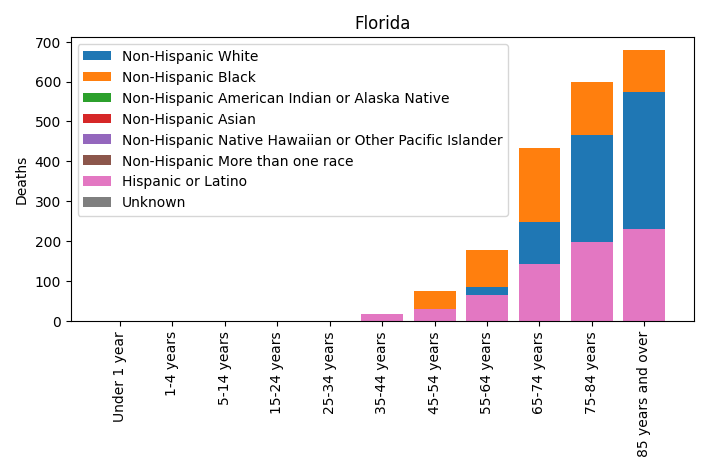 Florida
Deaths
700
600
500
400
300
200
100
0
Non-Hispanic White
Non-Hispanic Black
Non-Hispanic American Indian or Alaska Native
Non-Hispanic Asian
Non-Hispanic Native Hawaiian or Other Pacific Islander
Non-Hispanic More than one race
Hispanic or Latino
Unknown
Under 1 year
1-4 years
5-14 years
15-24 years
25-34 years
35-44 years
45-54 years
55-64 years
65-74 years
75-84 years
85 years and over